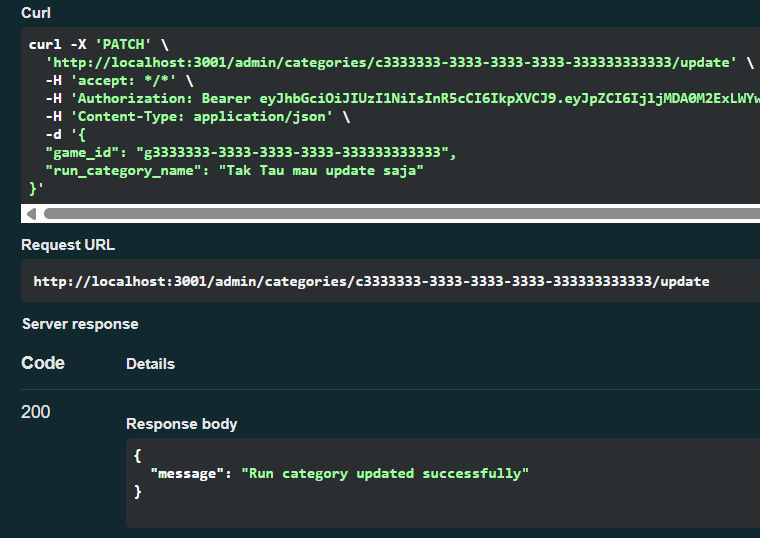 Curl
curl -X 'PATCH' \
'http://localhost:3001/admin/categories/c3333333-3333-3333-3333-333333333333/update' \
-H 'accept: */*' \
-H 'Authorization: Bearer eyJhbGciOiJIUzI1NiIsInR5cCI6IkpXVCJ9.eyJpZCI6IjljMDA0M2ExLWYw
-H 'Content-Type: application/json' \
-d '{
"game_id": "g3333333-3333-3333-3333-333333333333",
"run_category_name": "Tak Tau mau update saja"
}'
Request URL
http://localhost:3001/admin/categories/c3333333-3333-3333-3333-333333333333/update
Server response
Code Details
200
Response body
{
"message": "Run category updated successfully"
}